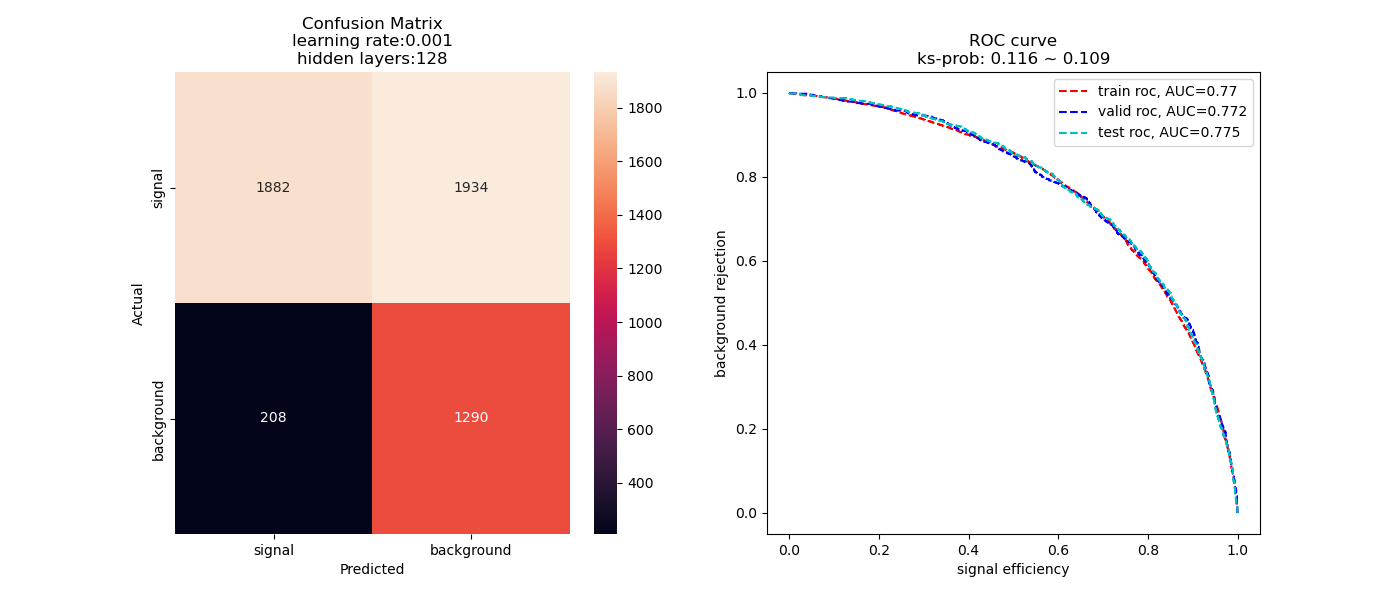 Confusion Matrix
learning rate:0.001
hidden layers:128
Actual
signal
background
1882
1934
208
1290
signal
background
Predicted
1800
1600
1400
1200
1000
800
600
400
ROC curve
ks-prob: 0.116 ~ 0.109
train roc, AUC=0.77
valid roc, AUC=0.772
test roc, AUC=0.775
background rejection
1.0
0.8
0.6
0.4
0.2
0.0
0.0
0.2
0.4
0.6
0.8
1.0
signal efficiency